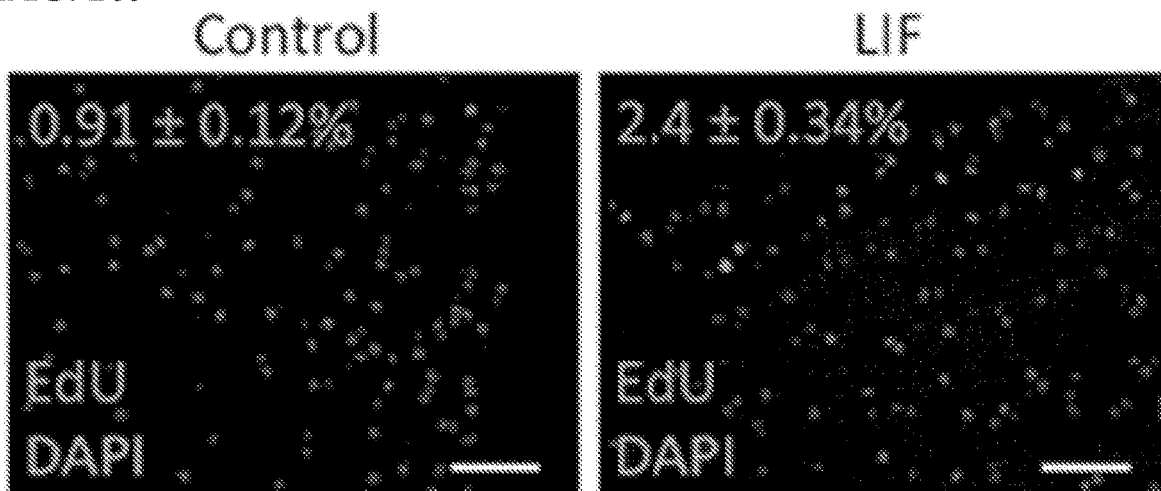 Control
LIF
0.91 ± 0.12%
2.4 ± 0.34%
EdU
DAPI
EdU
DAPI